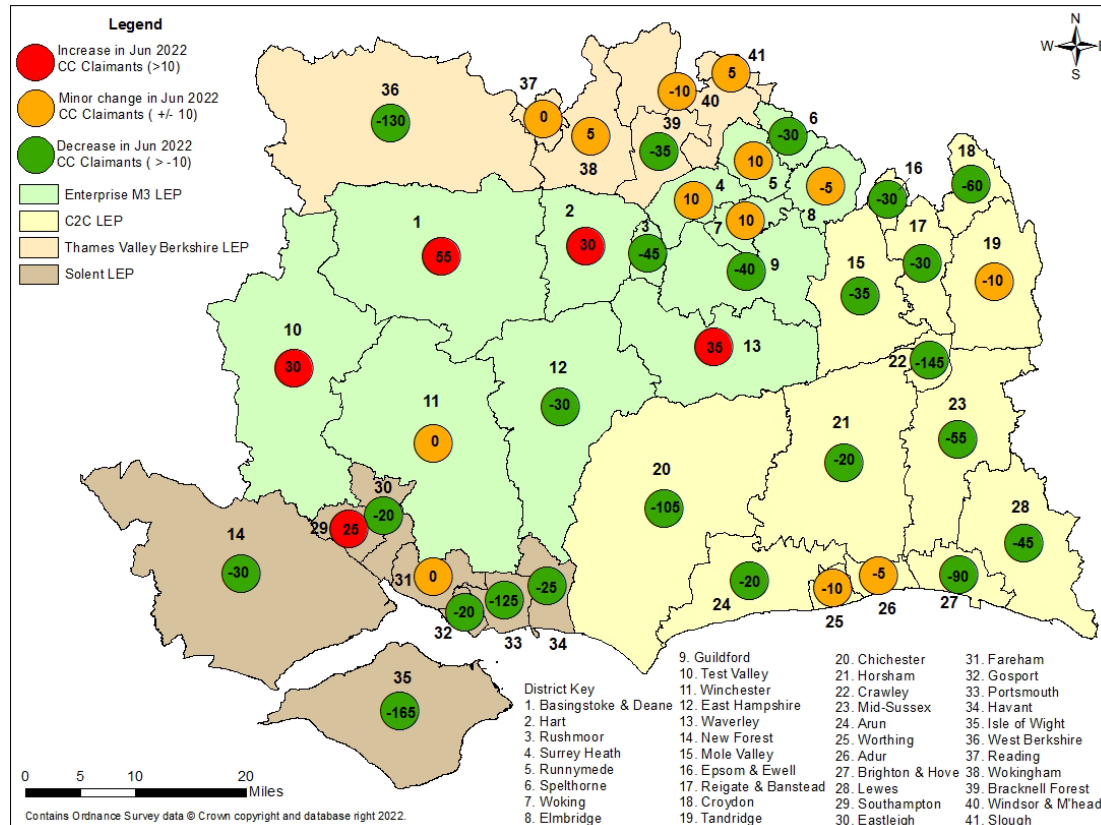 Legend
Increase in Jun 2022
CC Claimants (>10)
Minor change in Jun 2022
CC Claimants ( +/- 10)
Decrease in Jun 2022
CC Claimants ( > -10)
Enterprise M3 LEP
C2C LEP
Thames Valley Berkshire LEP
Solent LEP
N
W E
S
36
-130
37
0
38
5
39
-35
40
-10
41
5
6
-30
5
10
4
10
7
10
8
-5
16
-30
18
-60
17
-30
19
-10
15
-35
1
55
2
30
3
-45
9
-40
10
30
11
0
12
-30
13
35
22
-145
23
-55
21
-20
20
-105
28
-45
14
-30
29
25
30
-20
31
0
32
-20
33
-125
34
-25
24
-20
25
-10
26
-5
27
-90
35
-165
District Key
1. Basingstoke & Deane
2. Hart
3. Rushmoor
4. Surrey Heath
5. Runnymede
6. Spelthorne
7. Woking
8. Elmbridge
9. Guildford
10. Test Valley
11. Winchester
12. East Hampshire
13. Waverley
14. New Forest
15. Mole Valley
16. Epsom & Ewell
17. Reigate & Banstead
18. Croydon
19. Tandridge
20. Chichester
21. Horsham
22. Crawley
23. Mid-Sussex
24. Arun
25. Worthing
26. Adur
27. Brighton & Hove
28. Lewes
29. Southampton
30. Eastleigh
31. Fareham
32. Gosport
33. Portsmouth
34. Havant
35. Isle of Wight
36. West Berkshire
37. Reading
38. Wokingham
39. Bracknell Forest
40. Windsor & M'head
41. Slough
0 5 10 20
Miles
Contains Ordnance Survey data © Crown copyright and database right 2022.